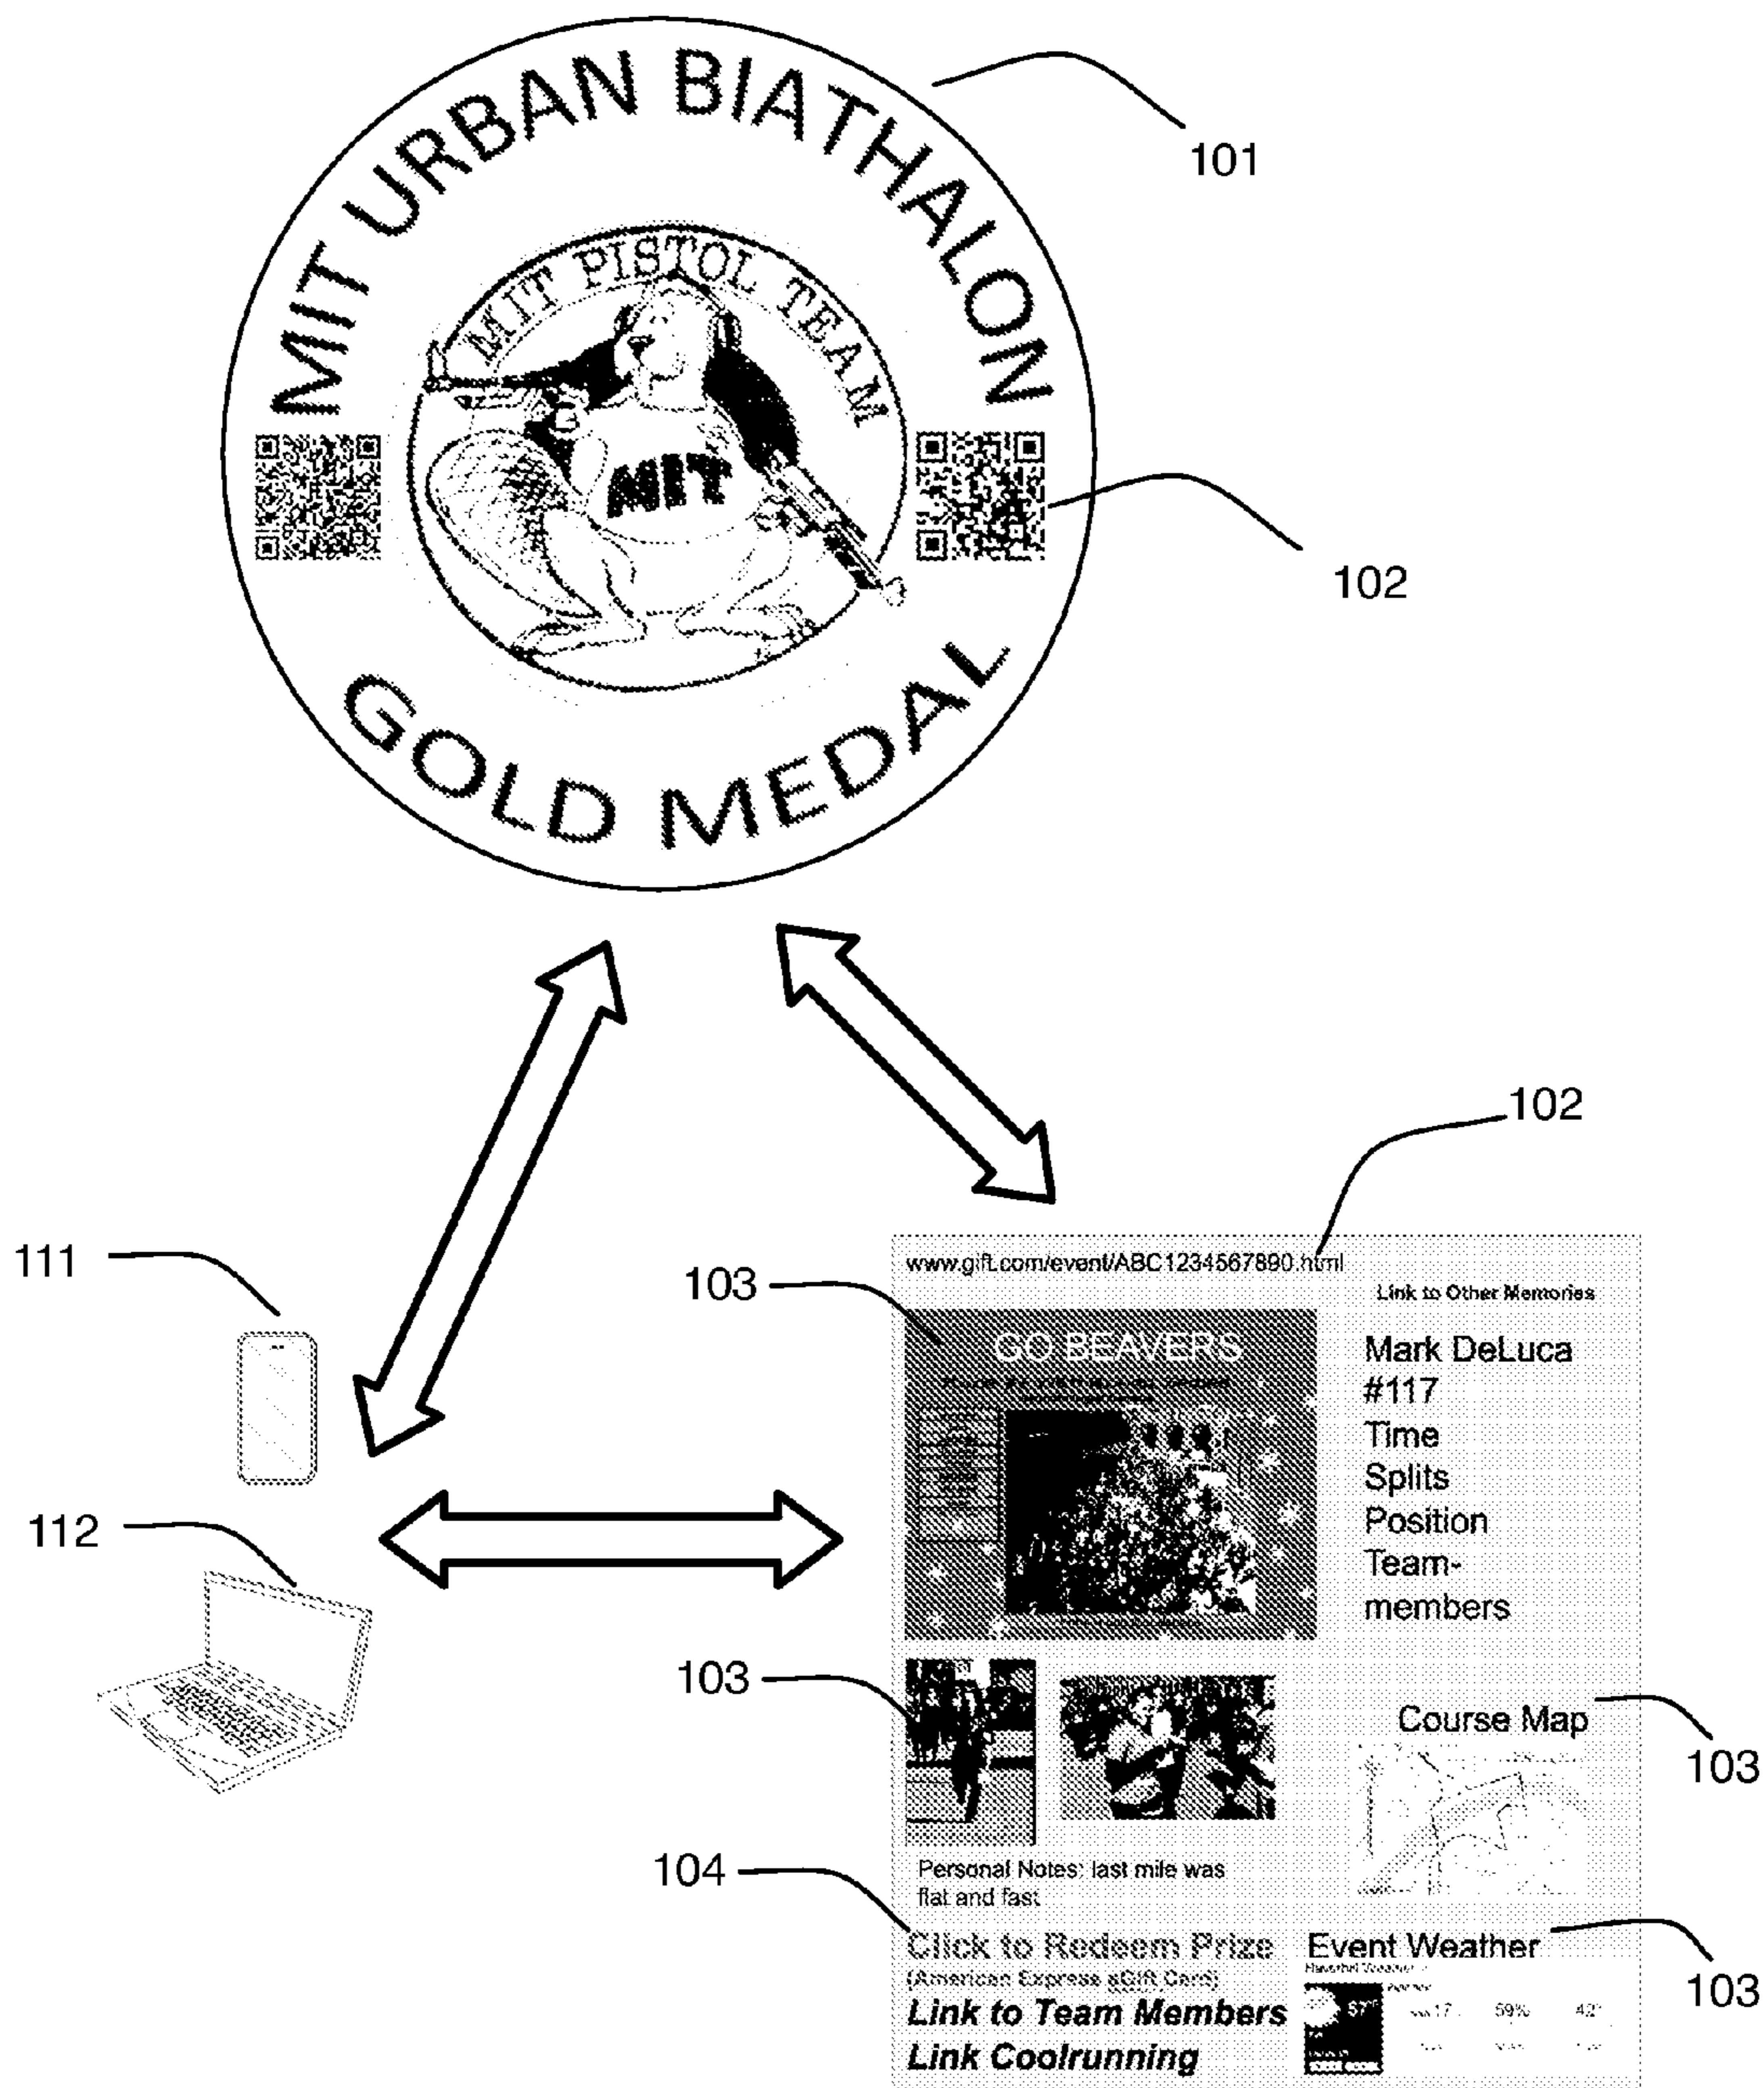 MIT URBAN BIATHALON
101
MIT PISTOL TEAM
MIT
102
GOLD MEDAL
102
111
www.gift.com/event/ABC1234567890.html
103
Link to Other Memories
GO BEAVERS
Mark DeLuca
#117
Time
Splits
Position
Team-
members
112
103
Course Map
103
104
Personal Notes: last mile was
flat and fast
Click to Redeem Prize
(American Express eGift Card)
Event Weather
103
Link to Team Members
59%
42°
Link Coolrunning